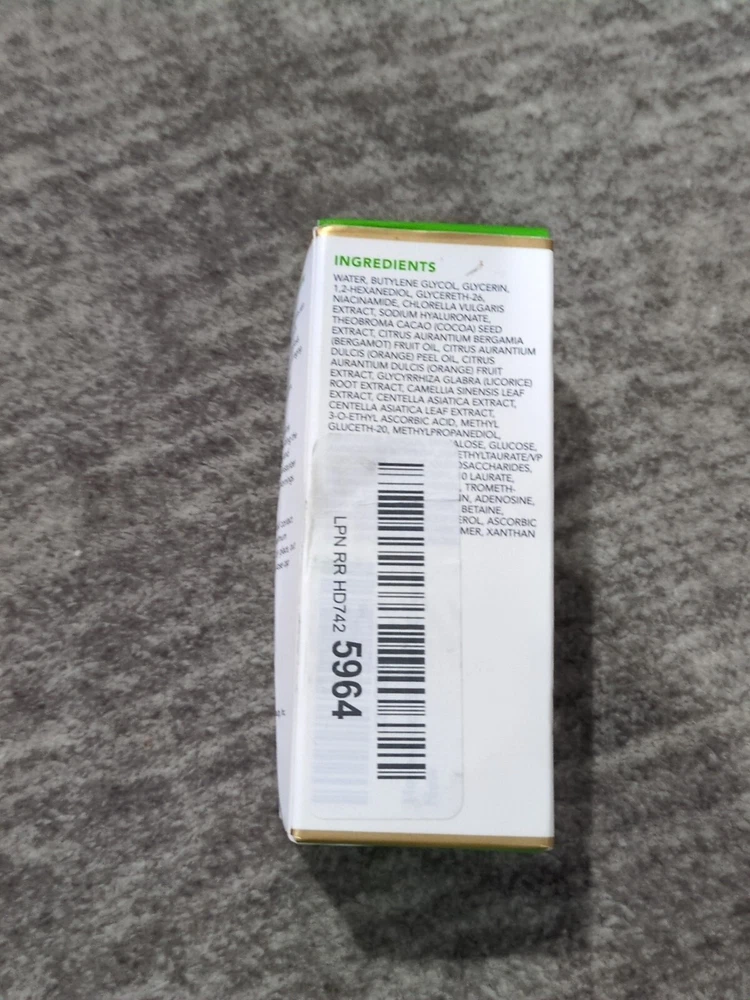 INGREDIENTS
WATER, BUTYLENE GLYCOL, GLYCERIN,
1,2-HEXANEDIOL, GLYCERETH-26,
NIACINAMIDE, CHLORELLA VULGARIS
EXTRACT, SODIUM HYALURONATE,
THEOBROMA CACAO (COCOA) SEED
EXTRACT, CITRUS AURANTIUM BERGAMIA
(BERGAMOT) FRUIT OIL, CITRUS AURANTIUM
DULCIS (ORANGE) PEEL OIL, CITRUS
AURANTIUM DULCIS (ORANGE) FRUIT
EXTRACT, GLYCYRRHIZA GLABRA (LICORICE)
ROOT EXTRACT, CAMELLIA SINENSIS LEAF
EXTRACT, CENTELLA ASIATICA EXTRACT,
CENTELLA ASIATICA LEAF EXTRACT,
3-O-ETHYL ASCORBIC ACID, METHYL
GLUCETH-20, METHYLPROPANEDIOL,
ALOSE, GLUCOSE,
ETHYLTAURATE/VP
OSACCHARIDES,
0 LAURATE,
, TROMETH-
IN, ADENOSINE,
BETAINE,
EROL, ASCORBIC
MER, XANTHAN
LPN RR HD742 5964